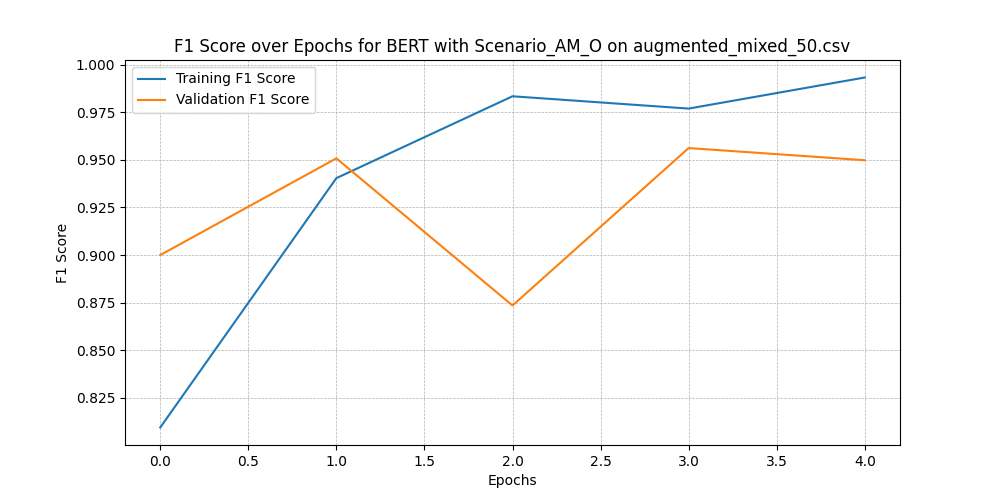 F1 Score over Epochs for BERT with Scenario_AM_O on augmented_mixed_50.csv
Training F1 Score
Validation F1 Score
F1 Score
1.000
0.975
0.950
0.925
0.900
0.875
0.850
0.825
0.0 0.5 1.0 1.5 2.0 2.5 3.0 3.5 4.0
Epochs